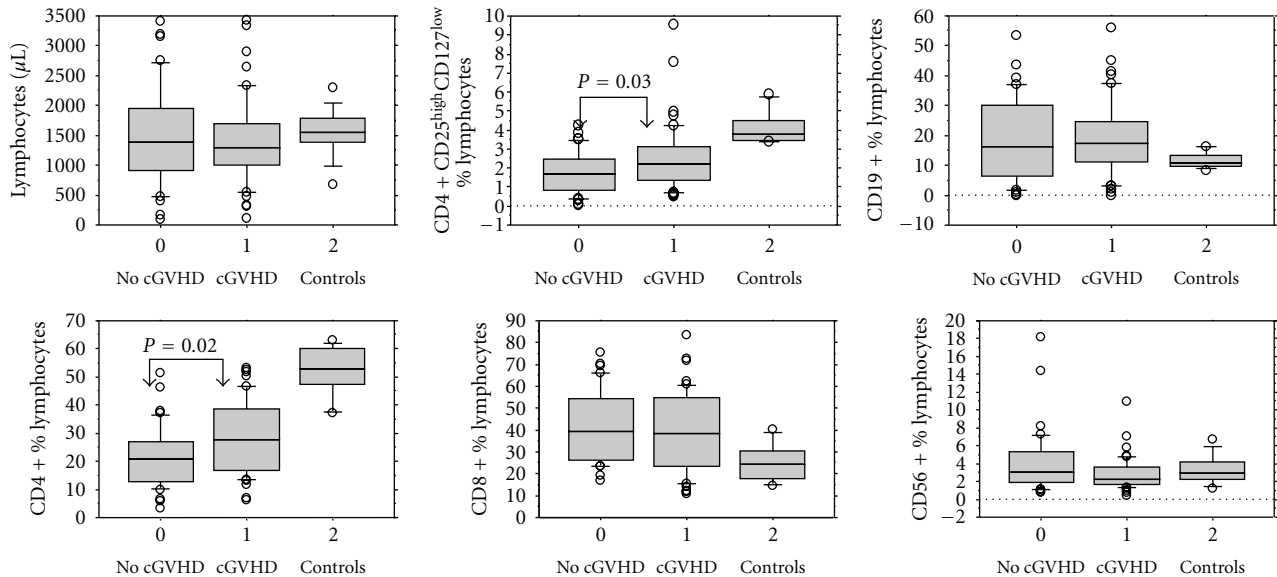 Lymphocytes (μL)
3500
3000
2500
2000
1500
1000
500
0
0
1
2
No cGVHD
cGVHD
Controls
CD4 + CD25^high CD127^low
% lymphocytes
10
9
8
7
6
5
4
3
2
1
0
−1
P = 0.03
0
1
2
No cGVHD
cGVHD
Controls
CD19 + % lymphocytes
60
50
40
30
20
10
0
−10
0
1
2
No cGVHD
cGVHD
Controls
CD4 + % lymphocytes
70
60
50
40
30
20
10
0
P = 0.02
0
1
2
No cGVHD
cGVHD
Controls
CD8 + % lymphocytes
90
80
70
60
50
40
30
20
10
0
0
1
2
No cGVHD
cGVHD
Controls
CD56 + % lymphocytes
20
18
16
14
12
10
8
6
4
2
0
−2
0
1
2
No cGVHD
cGVHD
Controls